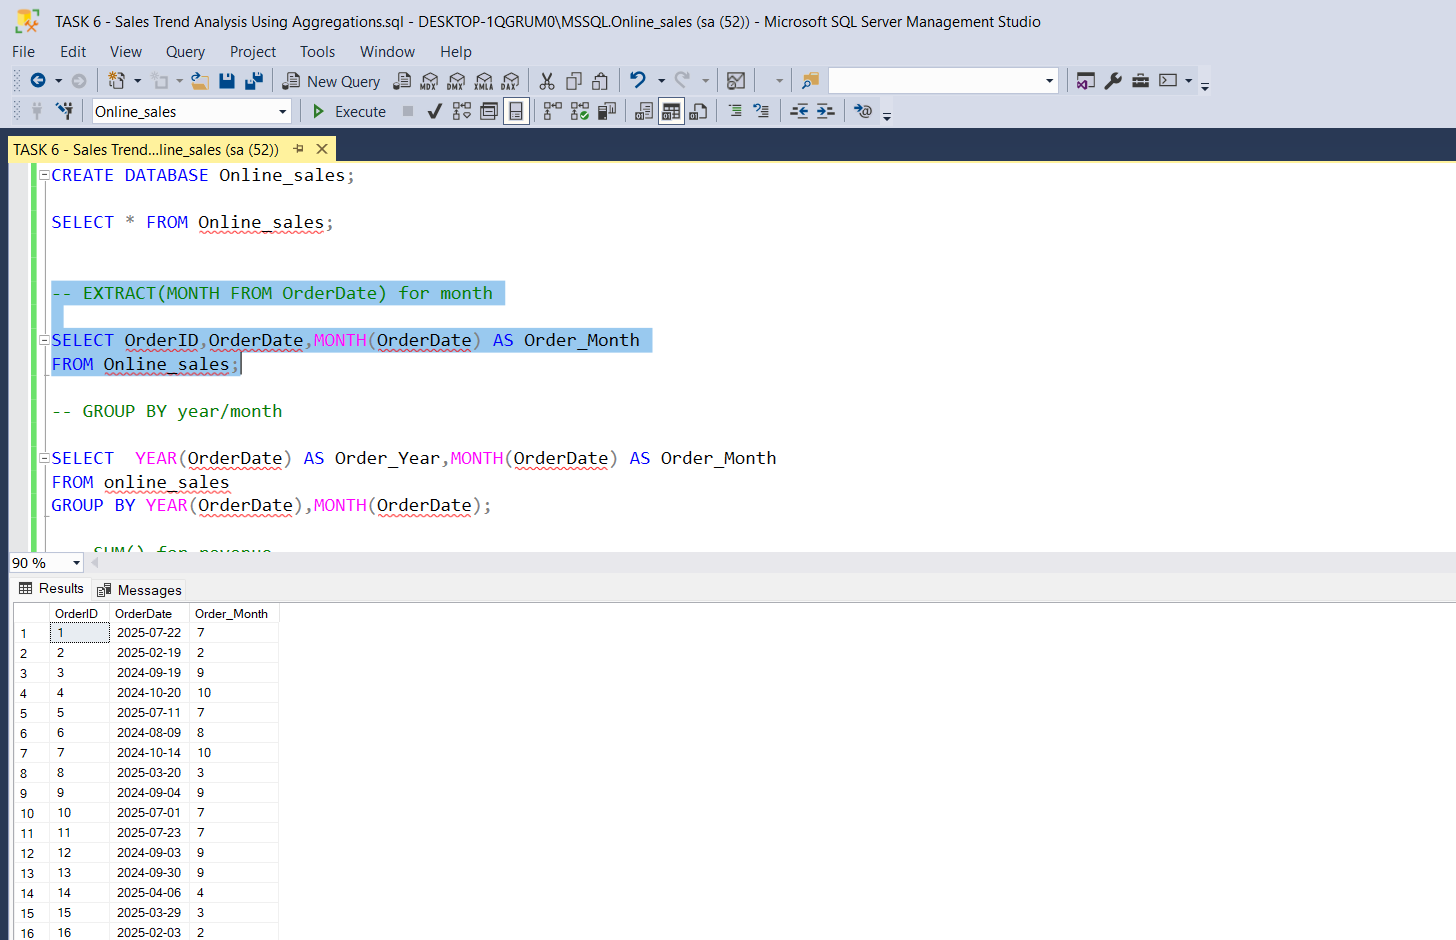 TASK 6 - Sales Trend Analysis Using Aggregations.sql - DESKTOP-1QGRUM0\MSSQL.Online_sales (sa (52)) - Microsoft SQL Server Management Studio
File Edit View Query Project Tools Window Help
New Query MDX DMX XMLA DAX
Online_sales Execute
TASK 6 - Sales Trend...line_sales (sa (52))
CREATE DATABASE Online_sales;
SELECT * FROM Online_sales;
-- EXTRACT(MONTH FROM OrderDate) for month
SELECT OrderID,OrderDate,MONTH(OrderDate) AS Order_Month
FROM Online_sales;
-- GROUP BY year/month
SELECT  YEAR(OrderDate) AS Order_Year,MONTH(OrderDate) AS Order_Month
FROM online_sales
GROUP BY YEAR(OrderDate),MONTH(OrderDate);
SUM() for revenue
90 %
Results Messages
OrderID OrderDate Order_Month
1 1 2025-07-22 7
2 2 2025-02-19 2
3 3 2024-09-19 9
4 4 2024-10-20 10
5 5 2025-07-11 7
6 6 2024-08-09 8
7 7 2024-10-14 10
8 8 2025-03-20 3
9 9 2024-09-04 9
10 10 2025-07-01 7
11 11 2025-07-23 7
12 12 2024-09-03 9
13 13 2024-09-30 9
14 14 2025-04-06 4
15 15 2025-03-29 3
16 16 2025-02-03 2